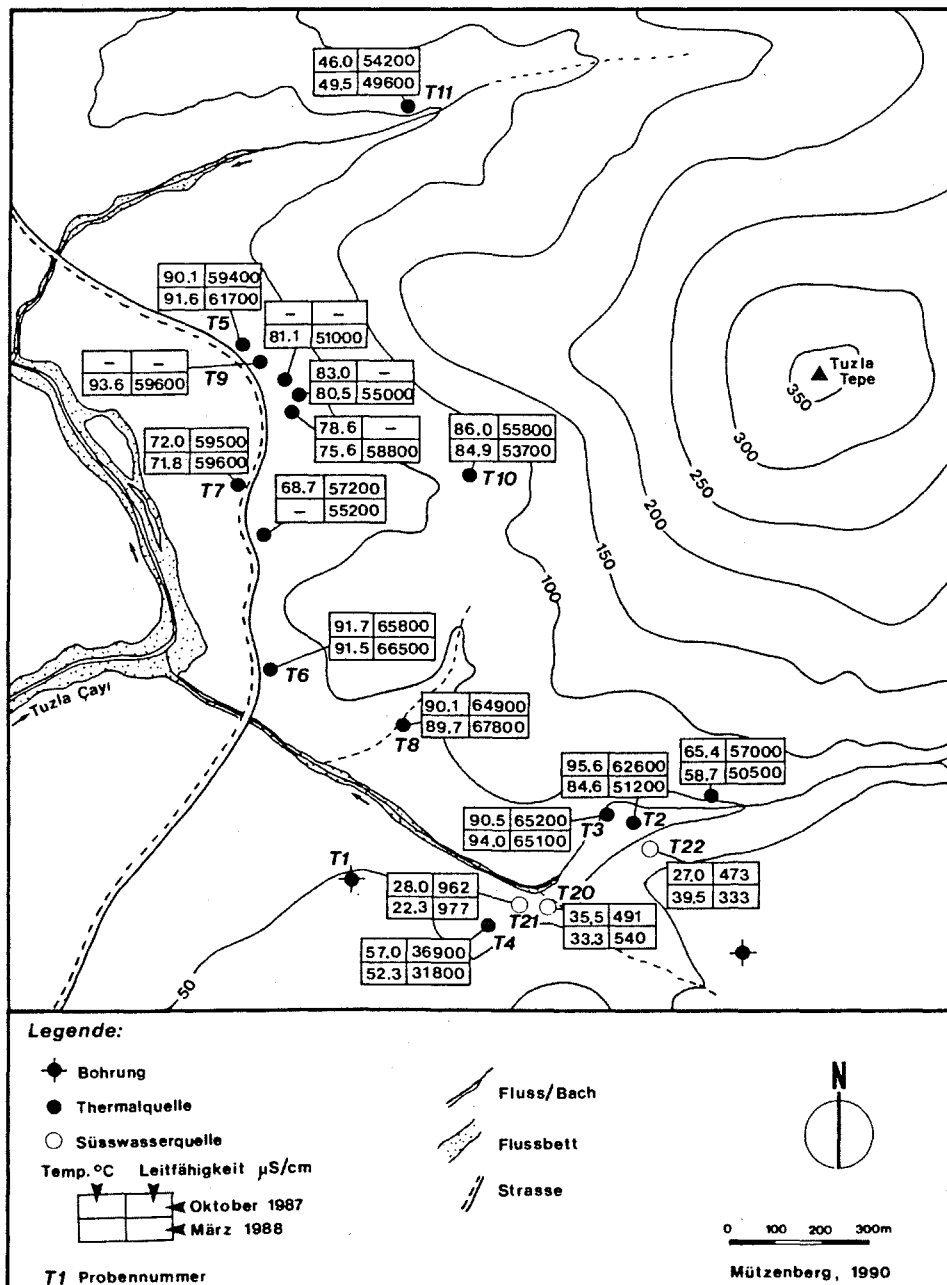 46.0 54200
49.5 49600
T11
90.1 59400
91.6 61700
T5
– –
81.1 51000
– –
93.6 59600
T9
83.0 –
80.5 55000
Tuzla
Tepe
350
78.6 –
75.6 58800
86.0 55800
84.9 53700
T10
300
72.0 59500
71.8 59600
T7
250
68.7 57200
– 55200
200
150
100
91.7 65800
91.5 66500
T6
Tuzla Çayı
90.1 64900
89.7 67800
T8
65.4 57000
58.7 50500
95.6 62600
84.6 51200
T2
90.5 65200
94.0 65100
T3
T22
27.0 473
39.5 333
T1
28.0 962
22.3 977
T21
T20
35,5 491
33.3 540
57.0 36900
52.3 31800
T4
50
Legende:
Bohrung
Thermalquelle
Süsswasserquelle
Temp. °C Leitfähigkeit µS/cm
Oktober 1987
März 1988
T1 Probennummer
Fluss/Bach
Flussbett
Strasse
N
0 100 200 300m
Mützenberg, 1990